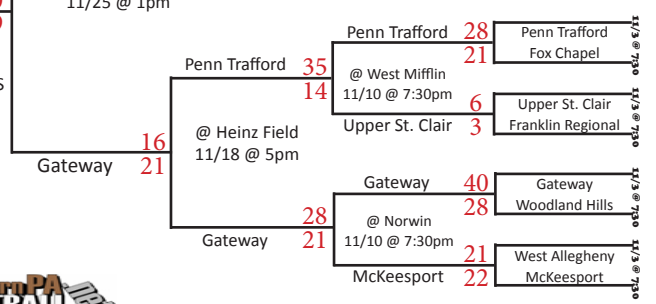 11/25 @ 1pm
Penn Trafford
28
21
Penn Trafford
Fox Chapel
11/3 @ 7:30
Penn Trafford
35
14
@ West Mifflin
11/10 @ 7:30pm
6
3
Upper St. Clair
Upper St. Clair
Franklin Regional
11/3 @ 7:30
16
21
@ Heinz Field
11/18 @ 5pm
Gateway
Gateway
40
28
Gateway
Woodland Hills
11/3 @ 7:30
28
21
Gateway
@ Norwin
11/10 @ 7:30pm
21
22
McKeesport
West Allegheny
McKeesport
11/3 @ 7:30